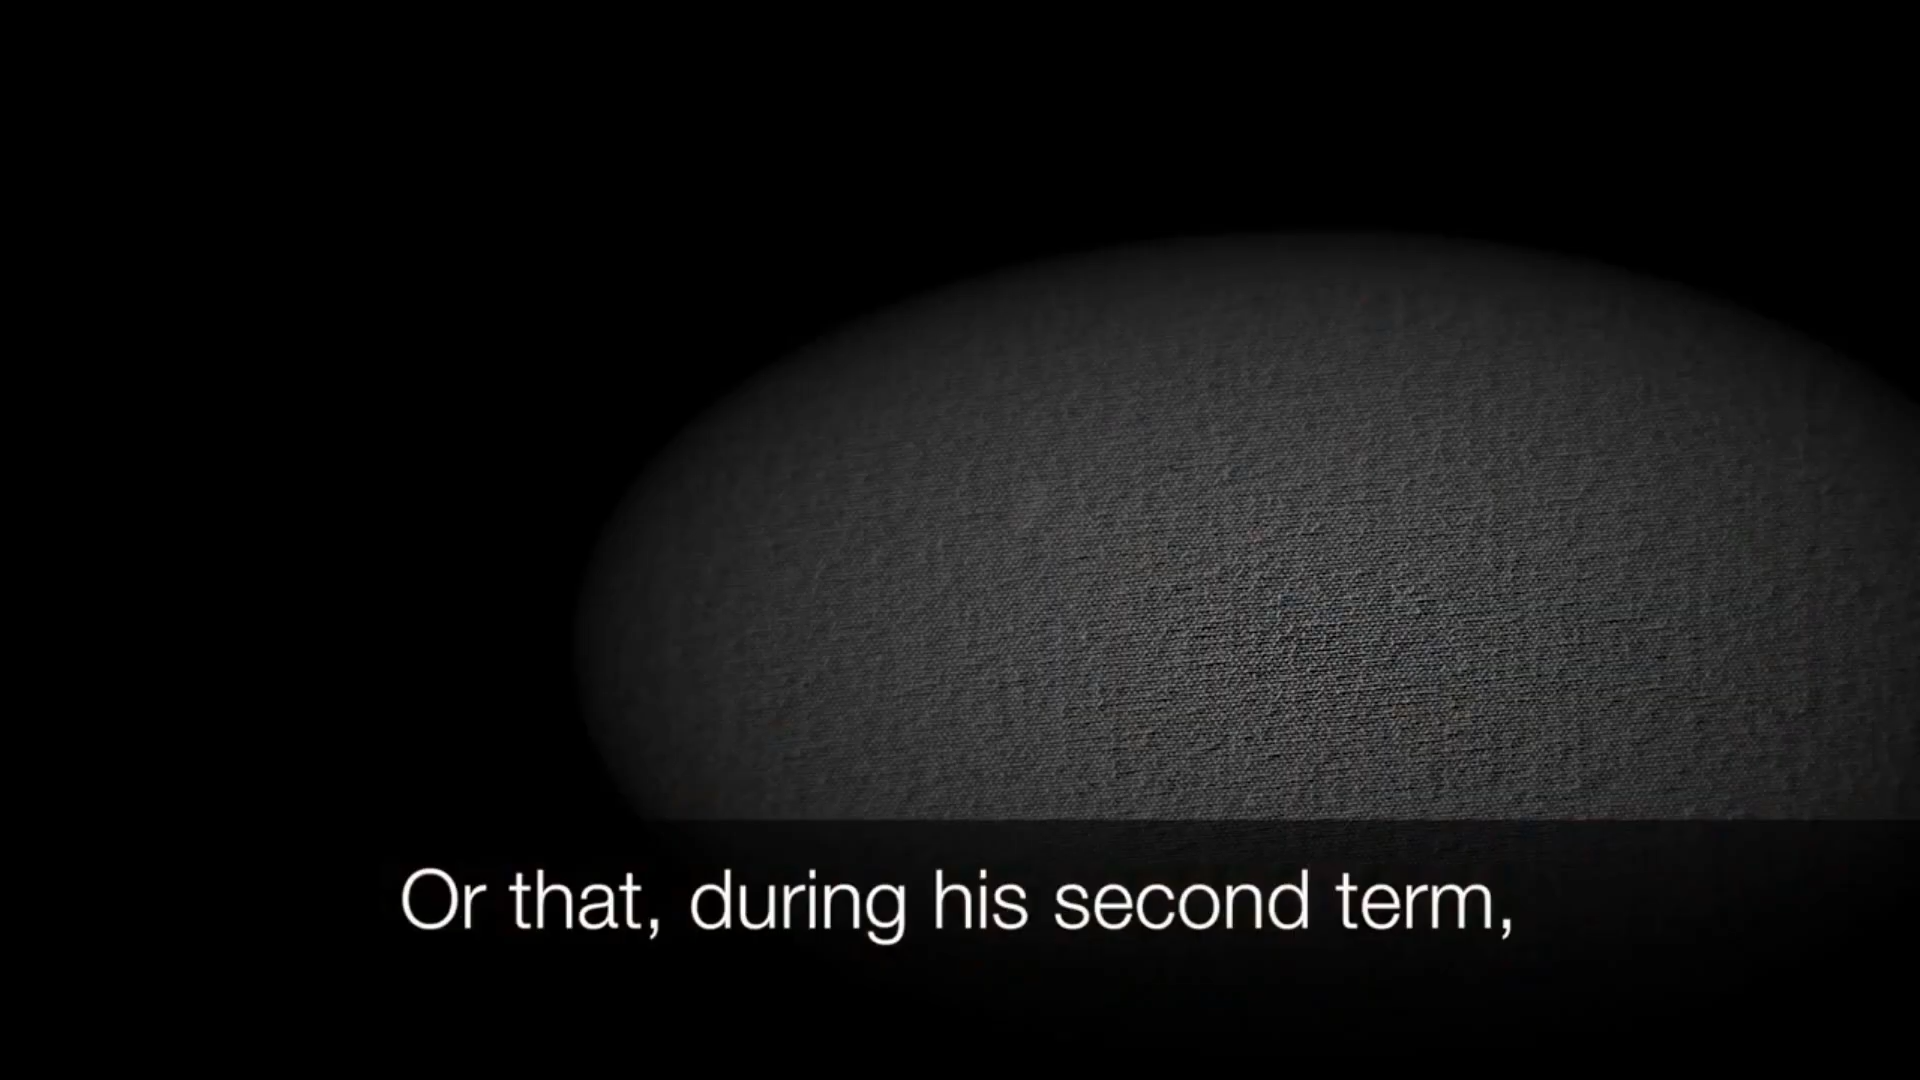 Or that, during his second term,